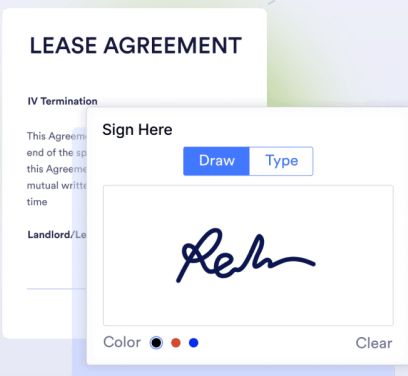 LEASE AGREEMENT
IV Termination
This Agreem
end of the sp
this Agreeme
mutual writte
time
Landlord/Le
Sign Here
Draw Type
Color
Clear